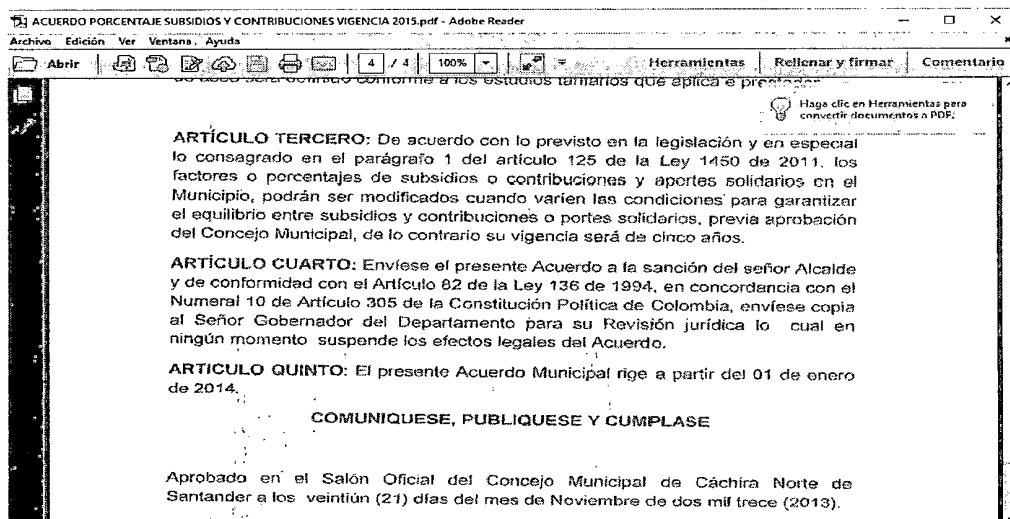 ACUERDO PORCENTAJE SUBSIDIOS Y CONTRIBUCIONES VIGENCIA 2015.pdf - Adobe Reader
Archivo Edición Ver Ventana Ayuda
Abrir 4 / 4 100% Herramientas Rellenar y firmar Comentario
conforme a los estudios tarifarios que aplica e prestador
Haga clic en Herramientas para
convertir documentos a PDF.
ARTÍCULO TERCERO: De acuerdo con lo previsto en la legislación y en especial
lo consagrado en el parágrafo 1 del artículo 125 de la Ley 1450 de 2011, los
factores o porcentajes de subsidios o contribuciones y aportes solidarios en el
Municipio, podrán ser modificados cuando varíen las condiciones para garantizar
el equilibrio entre subsidios y contribuciones o portes solidarios, previa aprobación
del Concejo Municipal, de lo contrario su vigencia será de cinco años.
ARTÍCULO CUARTO: Envíese el presente Acuerdo a la sanción del señor Alcalde
y de conformidad con el Artículo 82 de la Ley 136 de 1994, en concordancia con el
Numeral 10 de Artículo 305 de la Constitución Política de Colombia, envíese copia
al Señor Gobernador del Departamento para su Revisión jurídica lo cual en
ningún momento suspende los efectos legales del Acuerdo.
ARTICULO QUINTO: El presente Acuerdo Municipal rige a partir del 01 de enero
de 2014.
COMUNIQUESE, PUBLIQUESE Y CUMPLASE
Aprobado en el Salón Oficial del Concejo Municipal de Cáchira Norte de
Santander a los veintiún (21) días del mes de Noviembre de dos mil trece (2013).